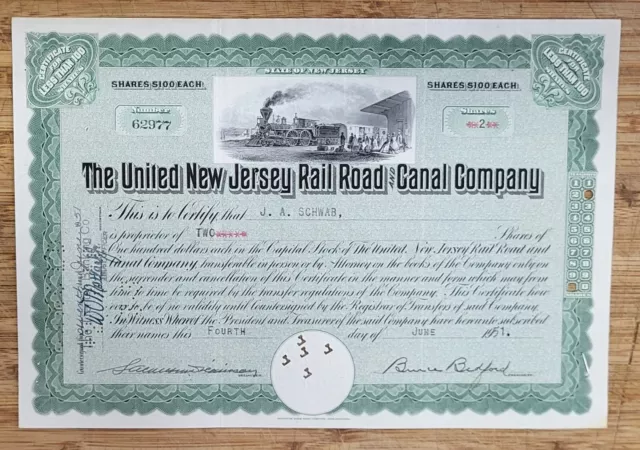 CERTIFICATE
FOR
LESS THAN 100
SHARES
STATE OF NEW JERSEY
CERTIFICATE
FOR
LESS THAN 100
SHARES
SHARES $100 EACH
SHARES $100 EACH
Number
62977
Shares
**2**
The United New Jersey Rail Road AND Canal Company
This is to Certify that J. A. SCHWAB,
is proprietor of TWO***** Shares of
One hundred dollars each in the Capital Stock of The United New Jersey Rail Road and
Canal Company, transferable in person or by Attorney on the books of the Company only on
the surrender and cancellation of this Certificate in the manner and form which may from
time to time be required by the transfer regulations of the Company. This Certificate how
ever to be of no validity until Countersigned by the Registrar of Transfers of said Company.
In Witness Whereof the President and Treasurer of the said Company have hereunto subscribed
their names this FOURTH day of JUNE 1951.
Bruce Bedford
PRESIDENT